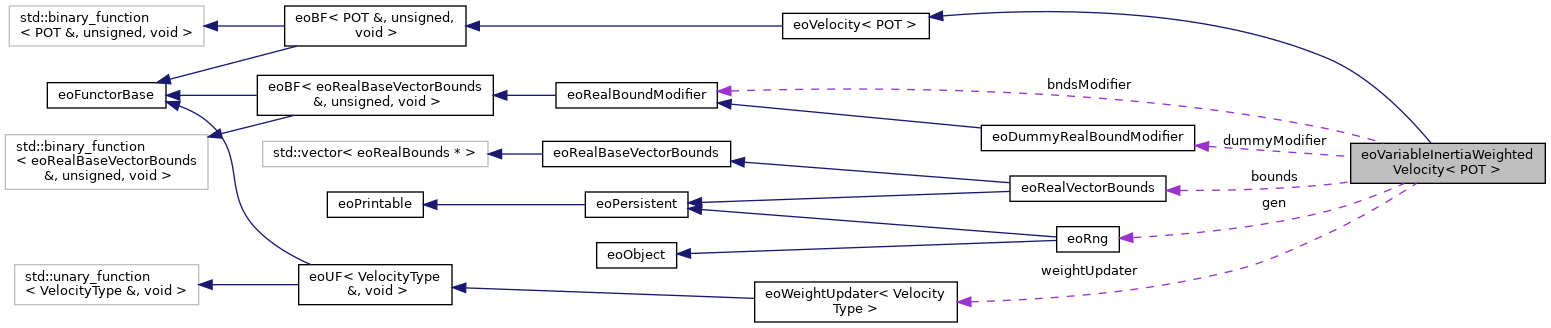 std::binary_function
< POT &, unsigned, void >
eoBF< POT &, unsigned,
void >
eoVelocity< POT >
eoFunctorBase
eoBF< eoRealBaseVectorBounds
&, unsigned, void >
eoRealBoundModifier
bndsModifier
std::binary_function
< eoRealBaseVectorBounds
&, unsigned, void >
std::vector< eoRealBounds * >
eoRealBaseVectorBounds
eoDummyRealBoundModifier
dummyModifier
eoVariableInertiaWeighted
Velocity< POT >
eoPrintable
eoPersistent
eoRealVectorBounds
bounds
gen
eoObject
eoRng
std::unary_function
< VelocityType &, void >
eoUF< VelocityType
&, void >
eoWeightUpdater< Velocity
Type >
weightUpdater